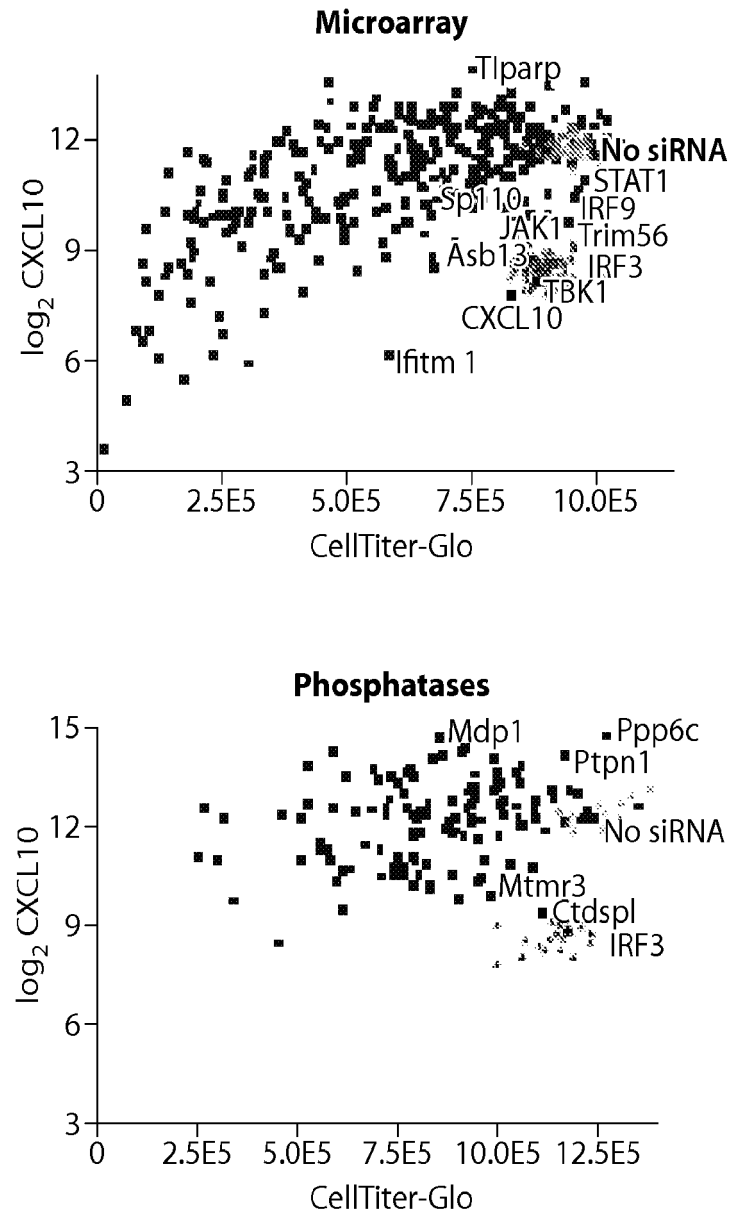 Microarray
Tlparp
12
No siRNA
STAT1
Sp110
IRF9
JAK1
Trim56
9
Asb13
IRF3
TBK1
CXCL10
6
Ifitm 1
3
0 2.5E5 5.0E5 7.5E5 10.0E5
log2 CXCL10
CellTiter-Glo
Phosphatases
15
Mdp1
Ppp6c
Ptpn1
12
No siRNA
Mtmr3
Ctdspl
9
IRF3
6
3
0 2.5E5 5.0E5 7.5E5 10.0E5 12.5E5
log2 CXCL10
CellTiter-Glo